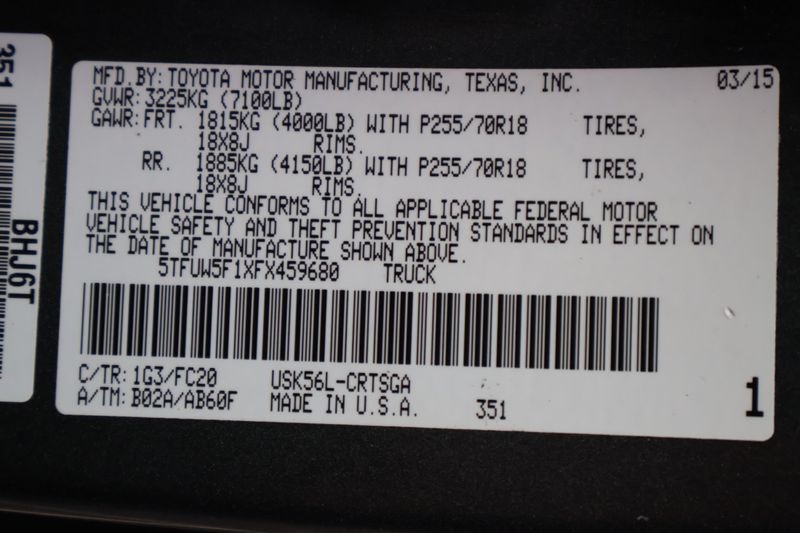 351
BHJ6T
MFD.BY: TOYOTA MOTOR MANUFACTURING, TEXAS, INC. 03/15
GVWR: 3225KG (7100LB)
GAWR: FRT. 1815KG (4000LB) WITH P255/70R18 TIRES,
18X8J RIMS.
RR. 1885KG (4150LB) WITH P255/70R18 TIRES,
18X8J RIMS.
THIS VEHICLE CONFORMS TO ALL APPLICABLE FEDERAL MOTOR
VEHICLE SAFETY AND THEFT PREVENTION STANDARDS IN EFFECT ON
THE DATE OF MANUFACTURE SHOWN ABOVE.
5TFUW5F1XFX459680 TRUCK
C/TR: 1G3/FC20 USK56L-CRTSGA
A/TM: B02A/AB60F MADE IN U.S.A. 351 1